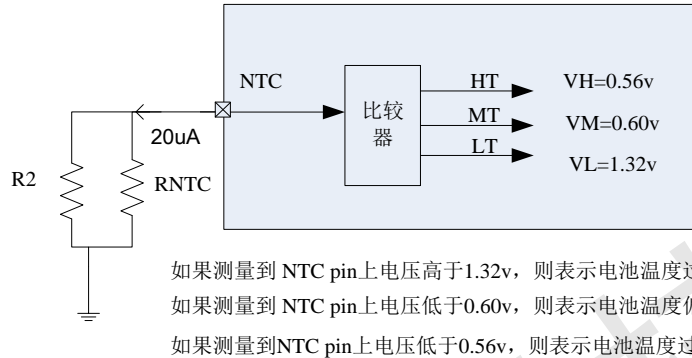 NTC
HT
VH=0.56v
比较
器
MT
VM=0.60v
20uA
LT
VL=1.32v
R2
RNTC
如果测量到 NTC pin上电压高于1.32v，则表示电池温度过
如果测量到 NTC pin上电压低于0.60v，则表示电池温度
如果测量到NTC pin上电压低于0.56v，则表示电池温度过